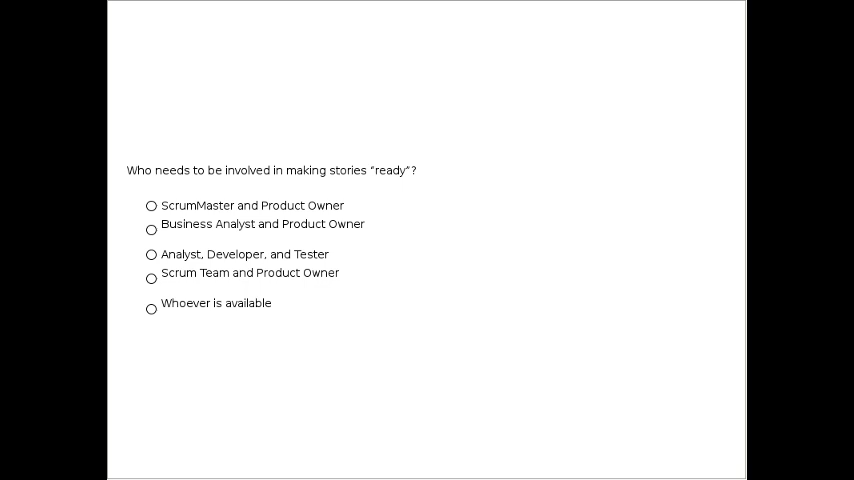 Who needs to be involved in making stories “ready”?
ScrumMaster and Product Owner
Business Analyst and Product Owner
Analyst, Developer, and Tester
Scrum Team and Product Owner
Whoever is available